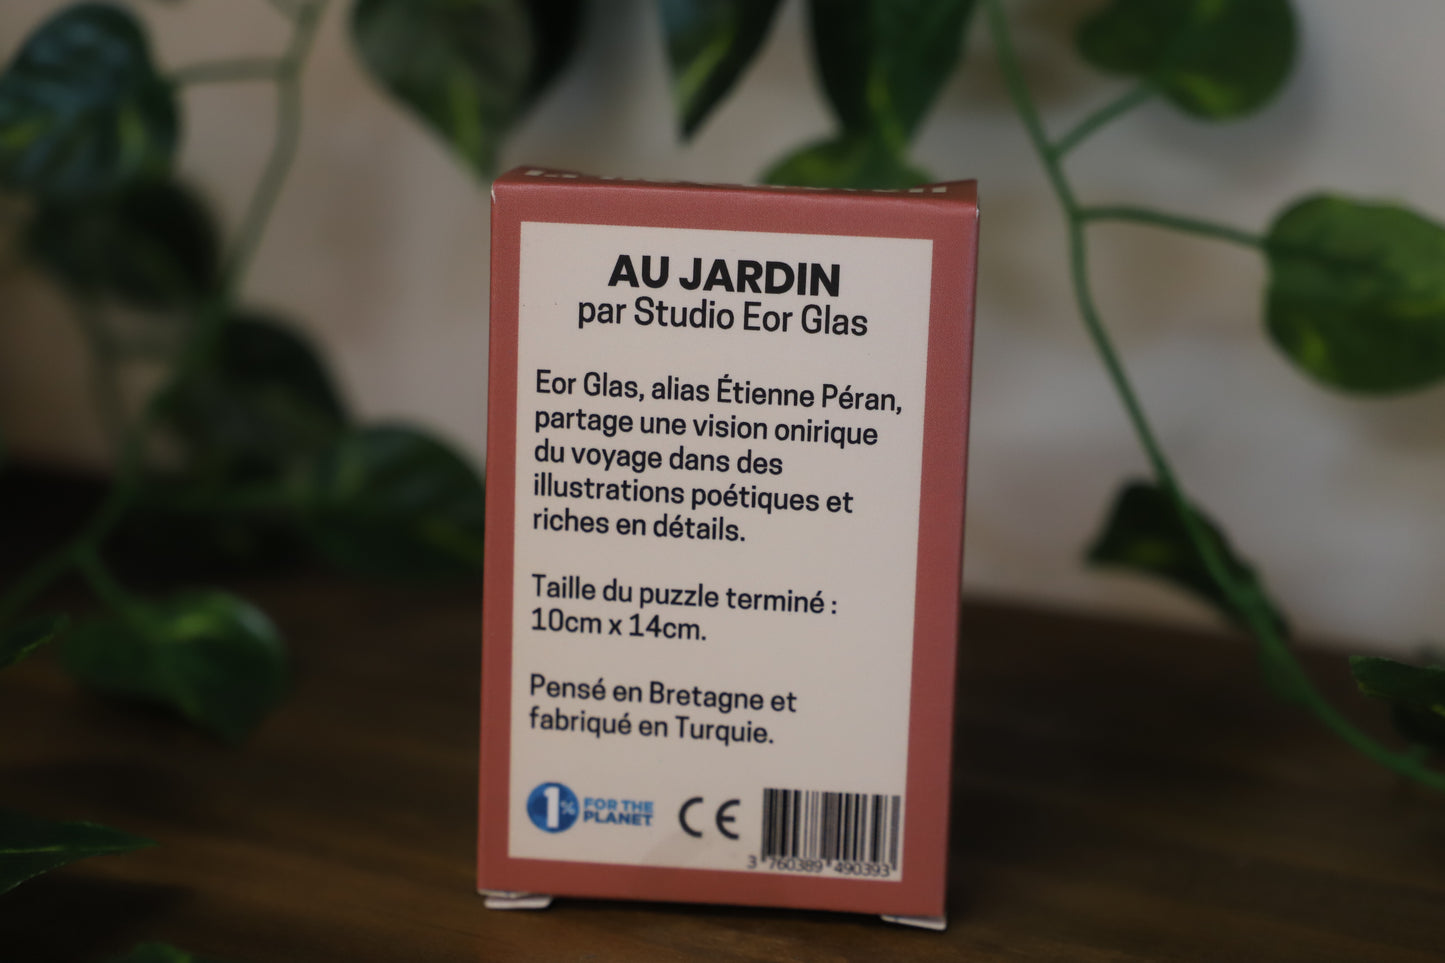 AU JARDIN
par Studio Eor Glas
Eor Glas, alias Étienne Péran,
partage une vision onirique
du voyage dans des
illustrations poétiques et
riches en détails.
Taille du puzzle terminé :
10cm x 14cm.
Pensé en Bretagne et
fabriqué en Turquie.
1% FOR THE
PLANET
CE
3 760389 490393